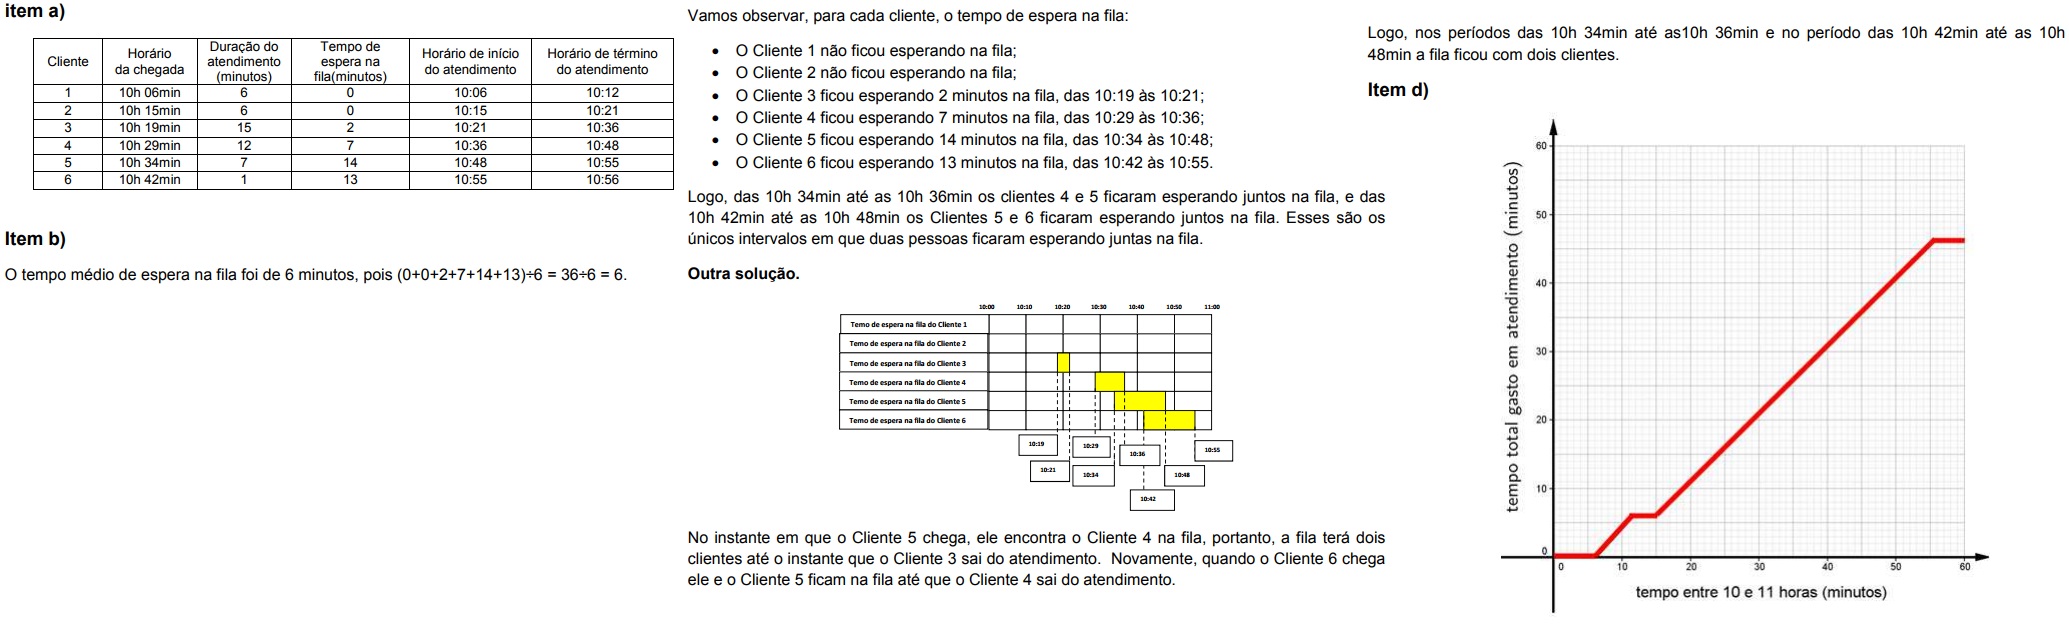 item a)
Cliente	Horário da chegada	Duração do atendimento (minutos)	Tempo de espera na fila(minutos)	Horário de início do atendimento	Horário de término do atendimento
1	10h 06min	6	0	10:06	10:12
2	10h 15min	6	0	10:15	10:21
3	10h 19min	15	2	10:21	10:36
4	10h 29min	12	7	10:36	10:48
5	10h 34min	7	14	10:48	10:55
6	10h 42min	1	13	10:55	10:56
Item b)
O tempo médio de espera na fila foi de 6 minutos, pois (0+0+2+7+14+13)÷6 = 36÷6 = 6.
Vamos observar, para cada cliente, o tempo de espera na fila:
• O Cliente 1 não ficou esperando na fila;
• O Cliente 2 não ficou esperando na fila;
• O Cliente 3 ficou esperando 2 minutos na fila, das 10:19 às 10:21;
• O Cliente 4 ficou esperando 7 minutos na fila, das 10:29 às 10:36;
• O Cliente 5 ficou esperando 14 minutos na fila, das 10:34 às 10:48;
• O Cliente 6 ficou esperando 13 minutos na fila, das 10:42 às 10:55.
Logo, das 10h 34min até as 10h 36min os clientes 4 e 5 ficaram esperando juntos na fila, e das
10h 42min até as 10h 48min os Clientes 5 e 6 ficaram esperando juntos na fila. Esses são os
únicos intervalos em que duas pessoas ficaram esperando juntas na fila.
Outra solução.
10:00 10:10 10:20 10:30 10:40 10:50 11:00
Temo de espera na fila do Cliente 1
Temo de espera na fila do Cliente 2
Temo de espera na fila do Cliente 3
Temo de espera na fila do Cliente 4
Temo de espera na fila do Cliente 5
Temo de espera na fila do Cliente 6
10:19
10:29
10:36
10:55
10:21
10:34
10:48
10:42
No instante em que o Cliente 5 chega, ele encontra o Cliente 4 na fila, portanto, a fila terá dois
clientes até o instante que o Cliente 3 sai do atendimento. Novamente, quando o Cliente 6 chega
ele e o Cliente 5 ficam na fila até que o Cliente 4 sai do atendimento.
Logo, nos períodos das 10h 34min até as10h 36min e no período das 10h 42min até as 10h
48min a fila ficou com dois clientes.
Item d)
tempo total gasto em atendimento (minutos)
60
50
40
30
20
10
0
0 10 20 30 40 50 60
tempo entre 10 e 11 horas (minutos)